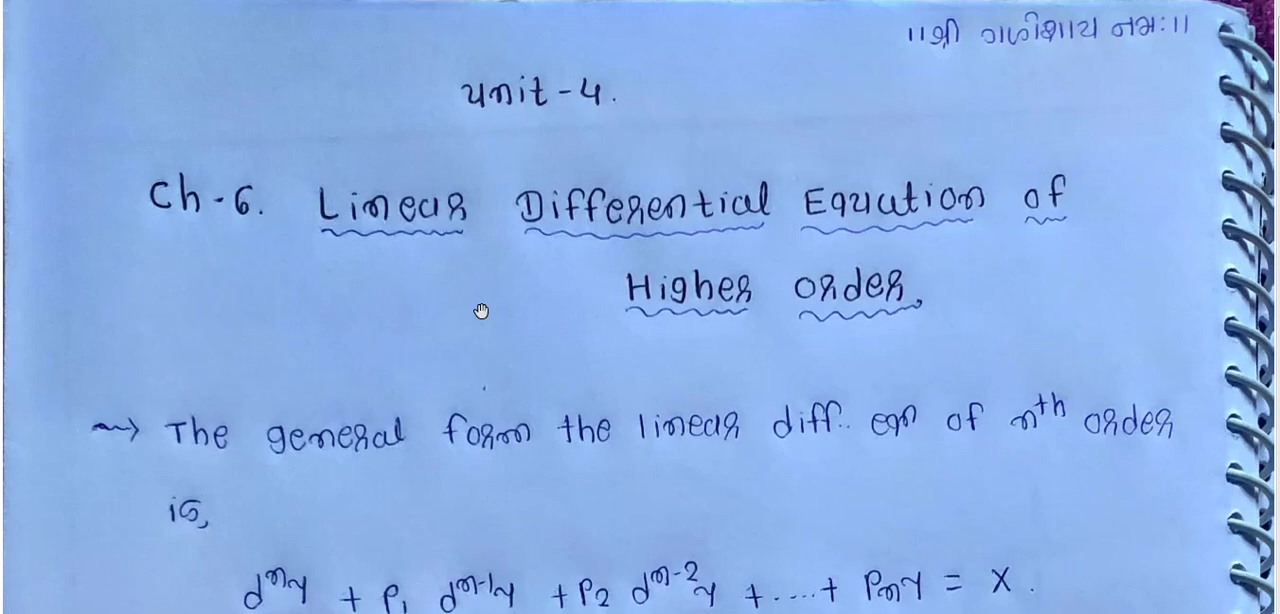 ॥શ્રી ગણેશાય નમઃ॥
Unit - 4.
Ch - 6. Linear Differential Equation of
Higher order,
The general form the linear diff. eqn of nth order
is,
dⁿy + P₁ dⁿ⁻¹y + P₂ dⁿ⁻²y + ..... + Pny = X.